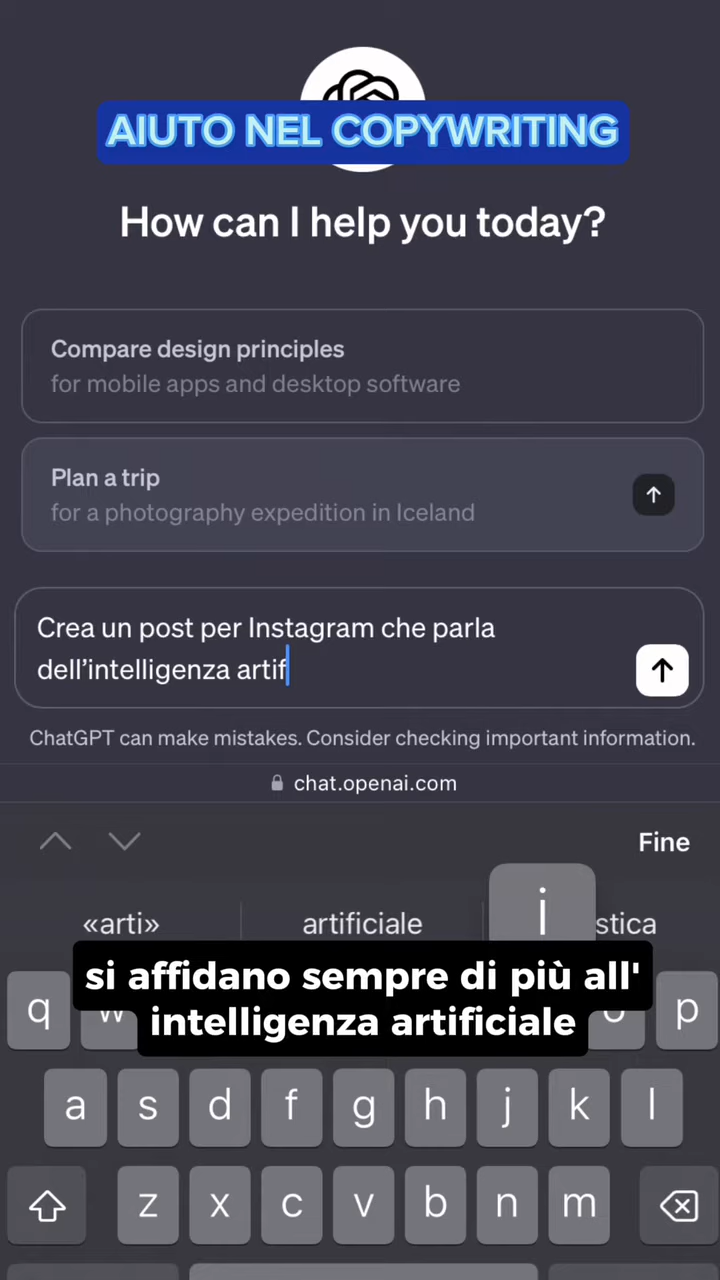 AIUTO NEL COPYWRITING
How can I help you today?
Compare design principles
for mobile apps and desktop software
Plan a trip
for a photography expedition in Iceland
Crea un post per Instagram che parla
dell’intelligenza artif
ChatGPT can make mistakes. Consider checking important information.
chat.openai.com
Fine
«arti» artificiale i stica
si affidano sempre di più all'
intelligenza artificiale
q w o p
a s d f g h j k l
z x c v b n m